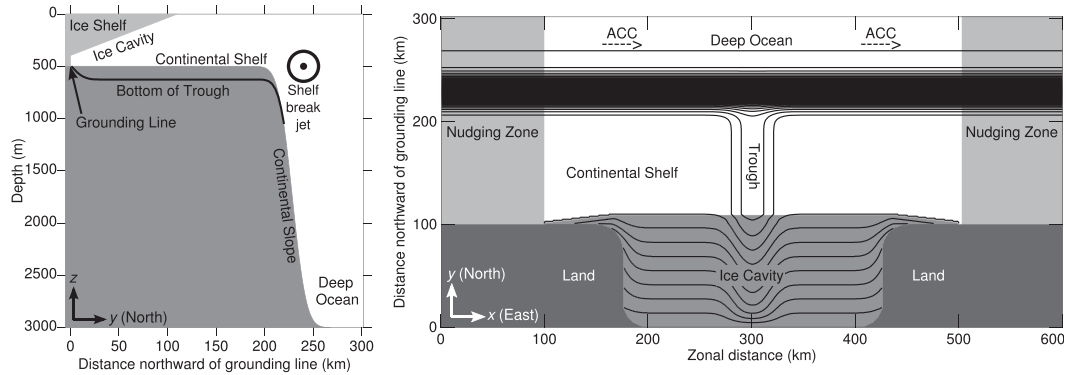 0
500
1000
1500
2000
2500
3000
Depth (m)
Ice Shelf
Ice Cavity
Continental Shelf
Bottom of Trough
Grounding Line
Shelf
break
jet
Continental Slope
Deep
Ocean
z
y (North)
0 50 100 150 200 250 300
Distance northward of grounding line (km)
300
200
100
0
Distance northward of grounding line (km)
ACC
Deep Ocean
ACC
Nudging Zone
Nudging Zone
Continental Shelf
Trough
Land
Ice Cavity
Land
y (North)
x (East)
0 100 200 300 400 500 600
Zonal distance (km)